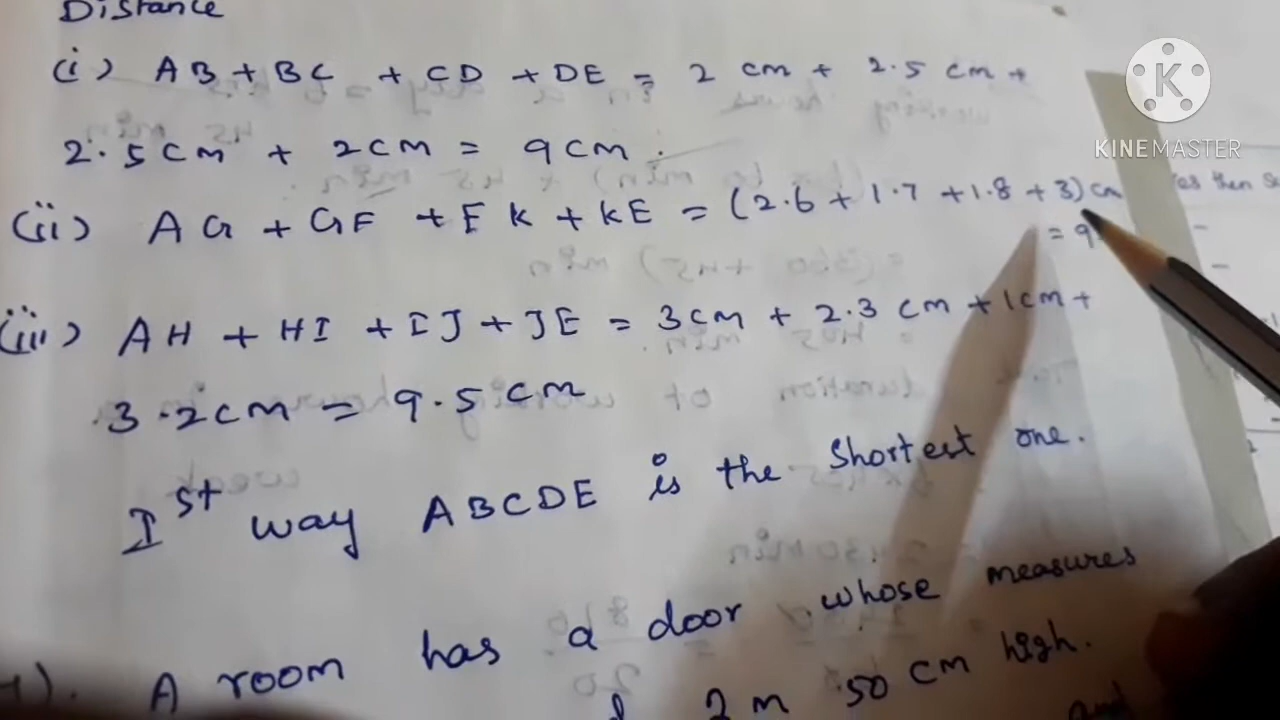 Distance
(i) AB + BC + CD + DE = 2 cm + 2.5 cm +
2.5 cm + 2 cm = 9 cm.
(ii) AG + GF + FK + KE = (2.6 + 1.7 + 1.8 + 3) cm
= 9
(iii) AH + HI + IJ + JE = 3 cm + 2.3 cm + 1 cm +
3.2 cm = 9.5 cm
Ist way ABCDE is the shortest one.
A room has a door whose measures
2 m 50 cm high.
and
KINEMASTER